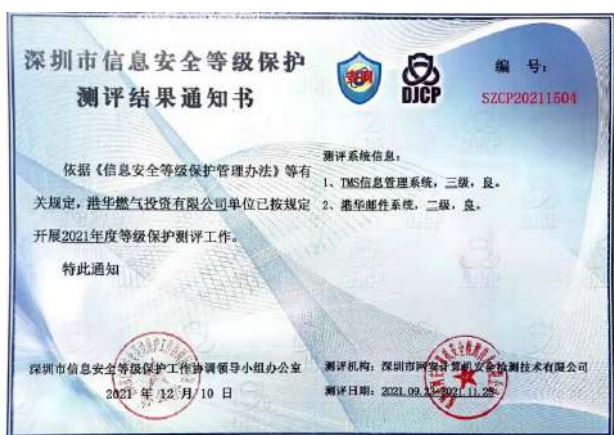 深圳市信息安全等级保护
测评结果通知书
DJCP
编 号：
SZCP20211504
依据《信息安全等级保护管理办法》等有
关规定，港华燃气投资有限公司单位已按规定
开展2021年度等级保护测评工作。
特此通知
测评系统信息：
1、TMS信息管理系统，三级，良。
2、港华邮件系统，二级，良。
深圳市信息安全等级保护工作协调领导小组办公室
2021 年 12 月 10 日
测评机构：深圳市网安计算机安全检测技术有限公司
测评日期：2021.09.23-2021.11.25